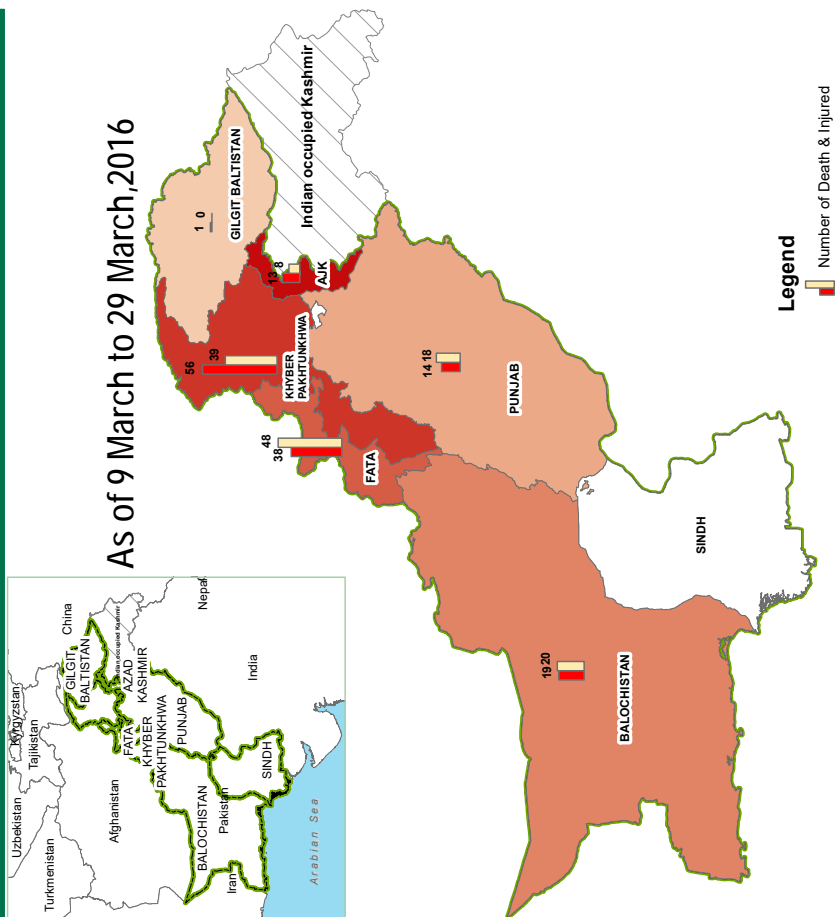 As of 9 March to 29 March,2016
Uzbekistan
Kyrgyzstan
Tajikistan
China
Turkmenistan
Afghanistan
GILGIT
BALTISTAN
Indian occupied Kashmir
AZAD
KASHMIR
FATA
KHYBER
PAKHTUNKHWA
PUNJAB
BALOCHISTAN
Pakistan
SINDH
Iran
India
Nepal
Arabian Sea
1 0
GILGIT BALTISTAN
Indian occupied Kashmir
13 8
AJK
56
39
KHYBER
PAKHTUNKHWA
38
48
FATA
14 18
PUNJAB
19 20
BALOCHISTAN
SINDH
Legend
Number of Death & Injured